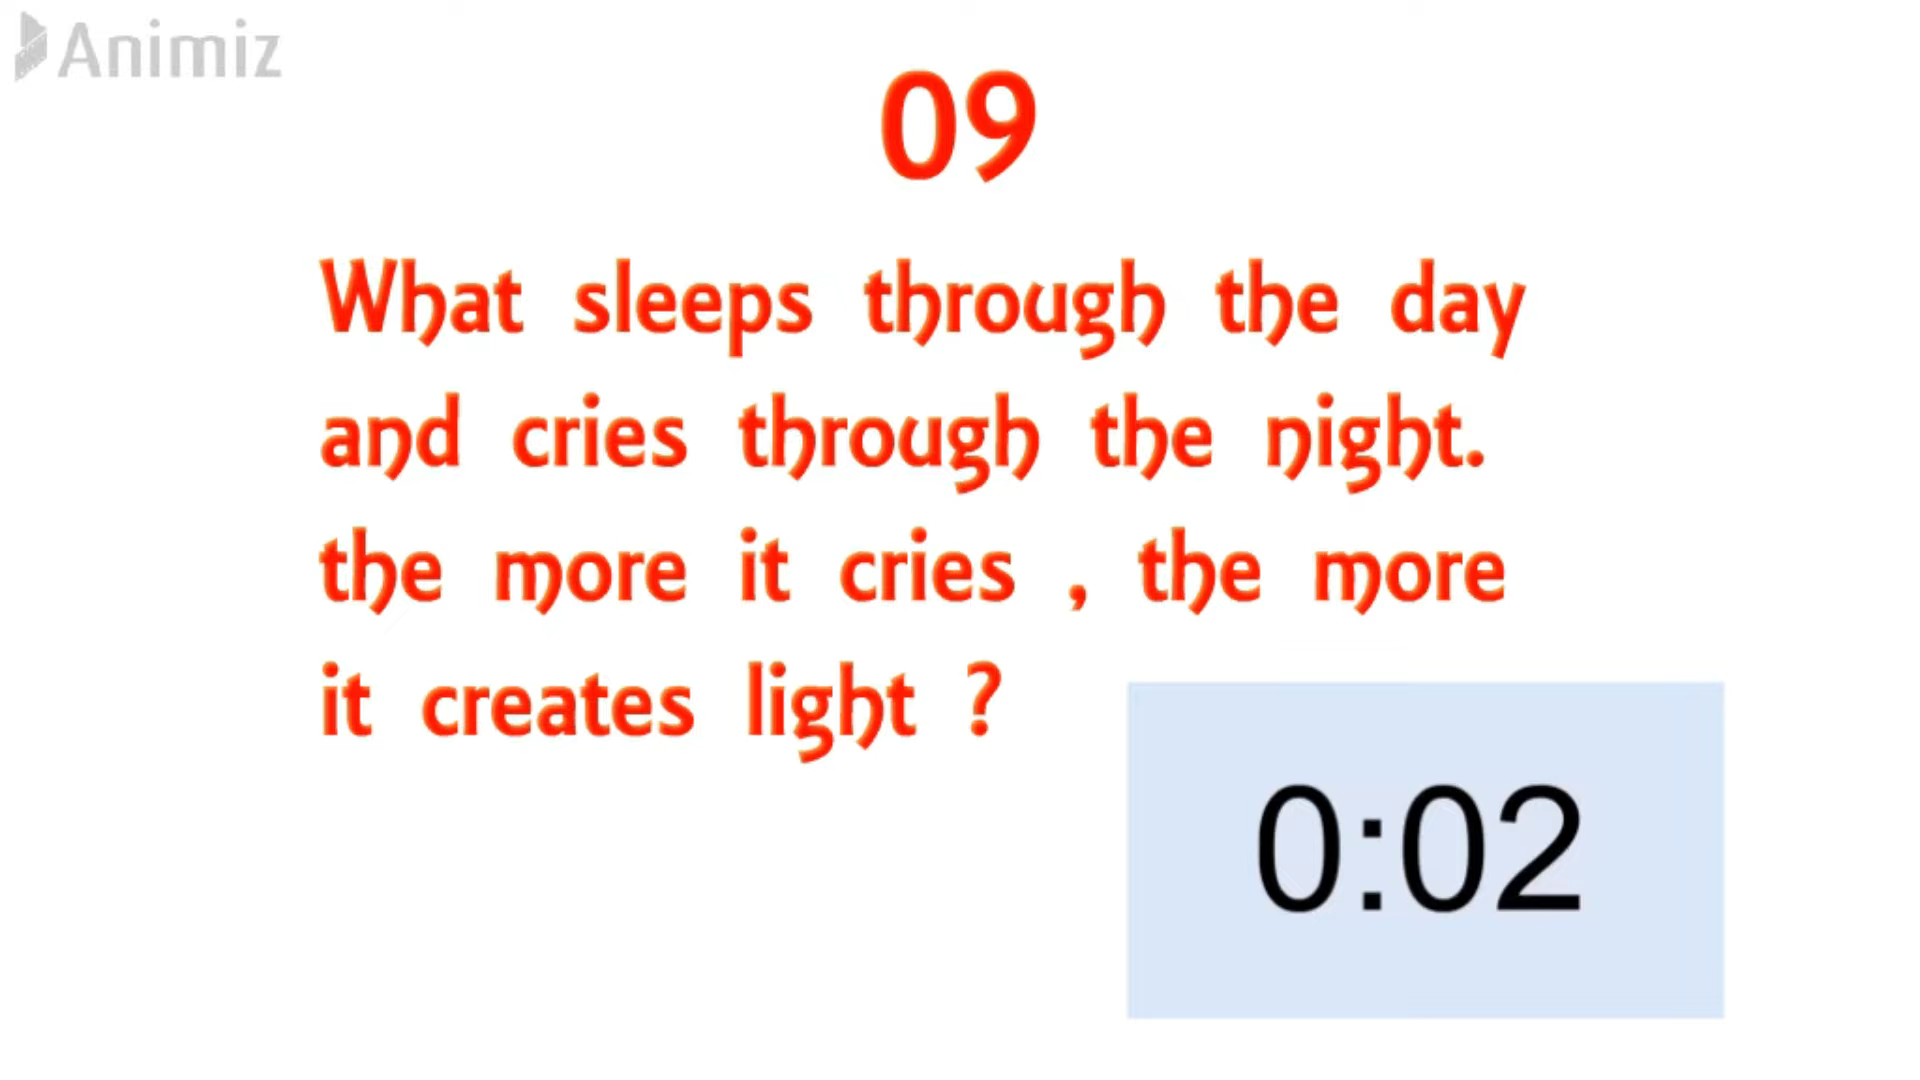 Animiz
09
What sleeps through the day
and cries through the night.
the more it cries , the more
it creates light ?
0:02